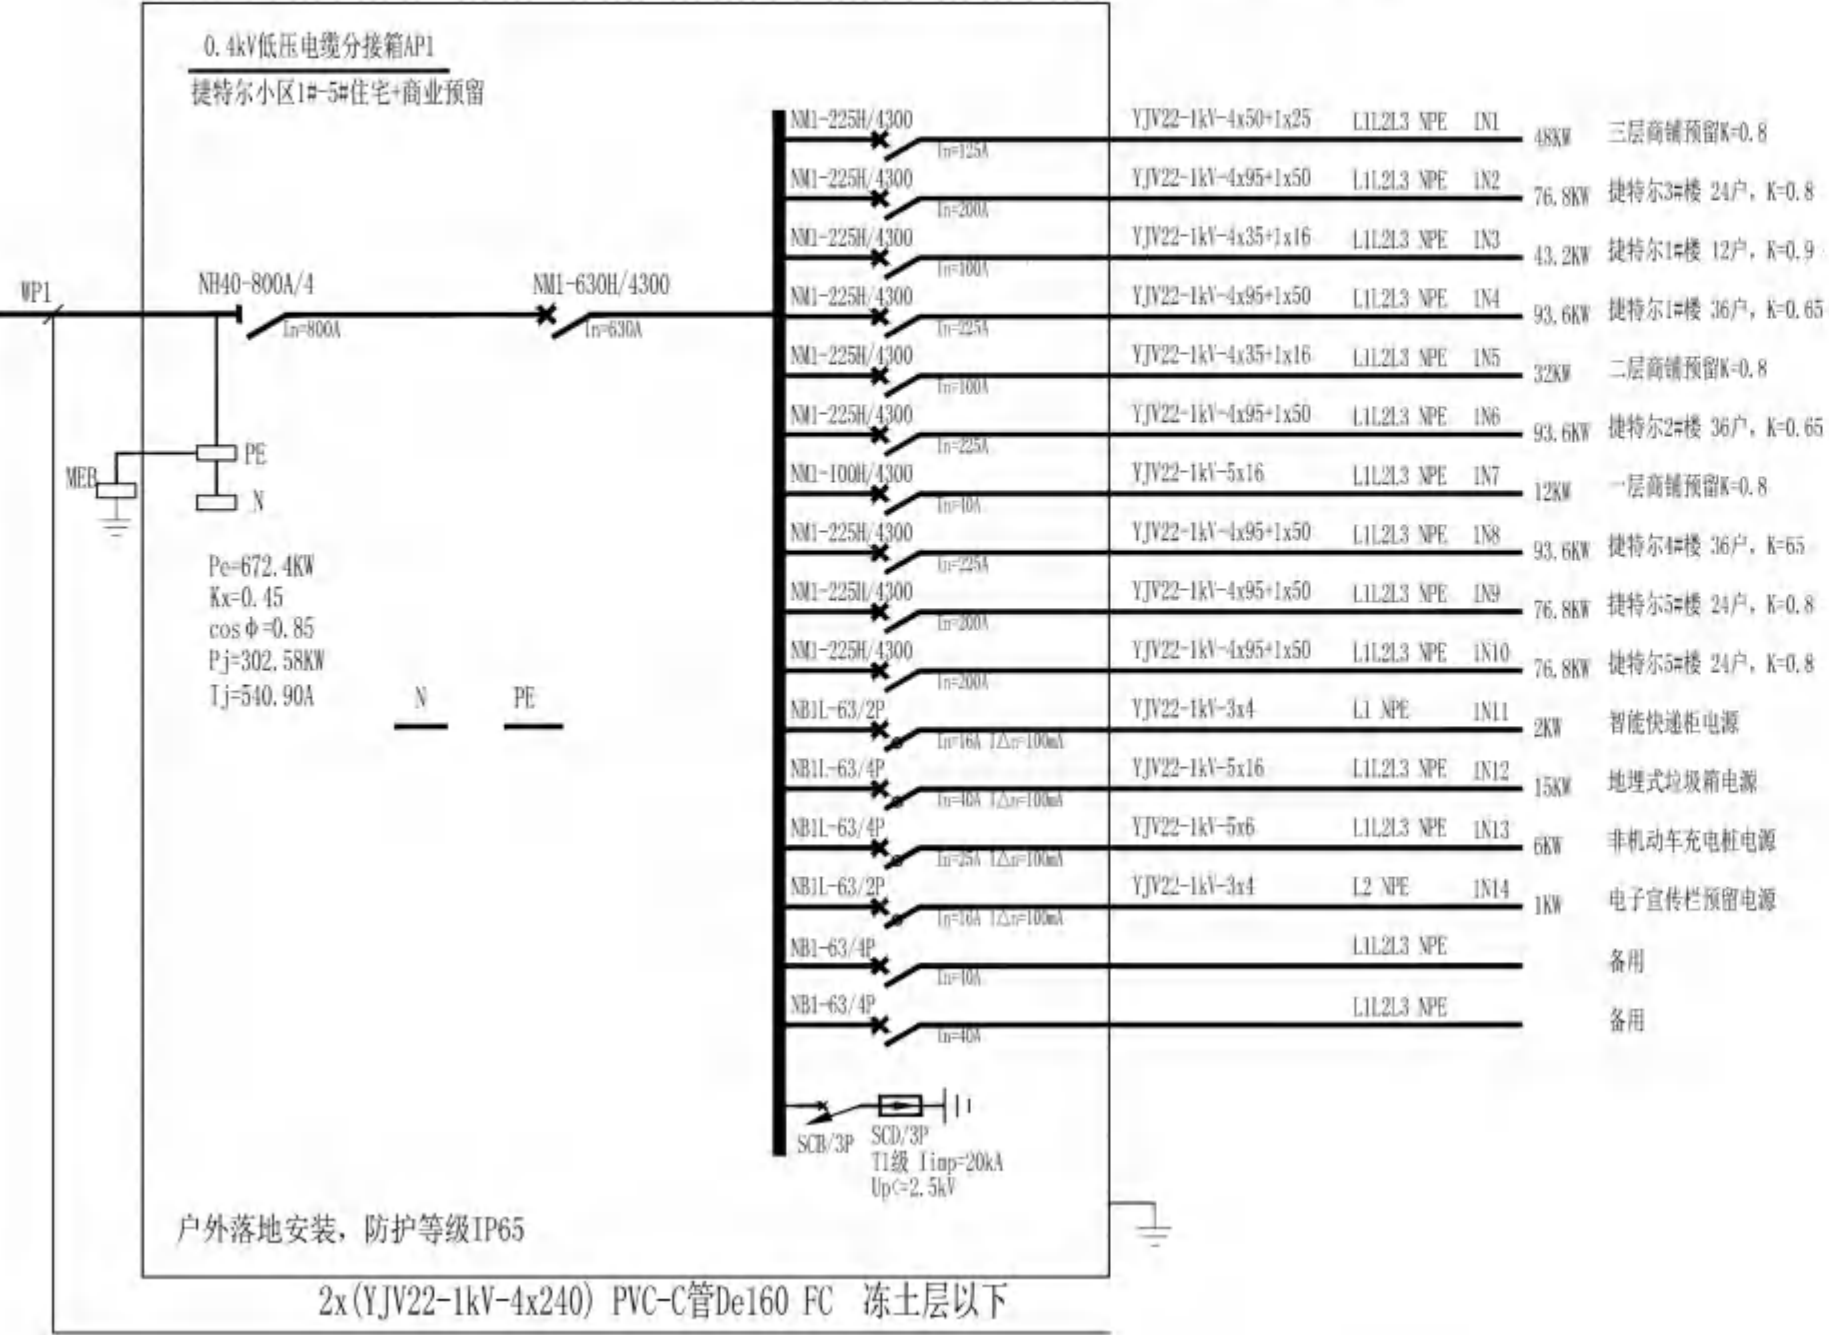 0.4kV低压电缆分接箱AP1
捷特尔小区1#-5#住宅+商业预留
WP1
NH40-800A/4
In=800A
NM1-630H/4300
In=630A
MEB
PE
N
Pe=672.4KW
Kx=0.45
cosφ=0.85
Pj=302.58KW
Ij=540.90A
N PE
NM1-225H/4300 In=125A YJV22-1kV-4x50+1x25 L1L2L3 NPE 1N1 48KW 三层商铺预留K=0.8
NM1-225H/4300 In=200A YJV22-1kV-4x95+1x50 L1L2L3 NPE 1N2 76.8KW 捷特尔3#楼 24户, K=0.8
NM1-225H/4300 In=100A YJV22-1kV-4x35+1x16 L1L2L3 NPE 1N3 43.2KW 捷特尔1#楼 12户, K=0.9
NM1-225H/4300 In=225A YJV22-1kV-4x95+1x50 L1L2L3 NPE 1N4 93.6KW 捷特尔1#楼 36户, K=0.65
NM1-225H/4300 In=100A YJV22-1kV-4x35+1x16 L1L2L3 NPE 1N5 32KW 二层商铺预留K=0.8
NM1-225H/4300 In=225A YJV22-1kV-4x95+1x50 L1L2L3 NPE 1N6 93.6KW 捷特尔2#楼 36户, K=0.65
NM1-100H/4300 In=40A YJV22-1kV-5x16 L1L2L3 NPE 1N7 12KW 一层商铺预留K=0.8
NM1-225H/4300 In=225A YJV22-1kV-4x95+1x50 L1L2L3 NPE 1N8 93.6KW 捷特尔4#楼 36户, K=65
NM1-225H/4300 In=200A YJV22-1kV-4x95+1x50 L1L2L3 NPE 1N9 76.8KW 捷特尔5#楼 24户, K=0.8
NM1-225H/4300 In=200A YJV22-1kV-4x95+1x50 L1L2L3 NPE 1N10 76.8KW 捷特尔5#楼 24户, K=0.8
NB1L-63/2P In=16A I△n=100mA YJV22-1kV-3x4 L1 NPE 1N11 2KW 智能快递柜电源
NB1L-63/4P In=40A I△n=100mA YJV22-1kV-5x16 L1L2L3 NPE 1N12 15KW 地埋式垃圾箱电源
NB1L-63/4P In=25A I△n=100mA YJV22-1kV-5x6 L1L2L3 NPE 1N13 6KW 非机动车充电桩电源
NB1L-63/2P In=16A I△n=100mA YJV22-1kV-3x4 L2 NPE 1N14 1KW 电子宣传栏预留电源
NB1-63/4P In=40A L1L2L3 NPE 备用
NB1-63/4P In=40A L1L2L3 NPE 备用
SCB/3P
SCD/3P
T1级 Iimp=20kA
Up<=2.5kV
户外落地安装，防护等级IP65
2x(YJV22-1kV-4x240) PVC-C管De160 FC 冻土层以下